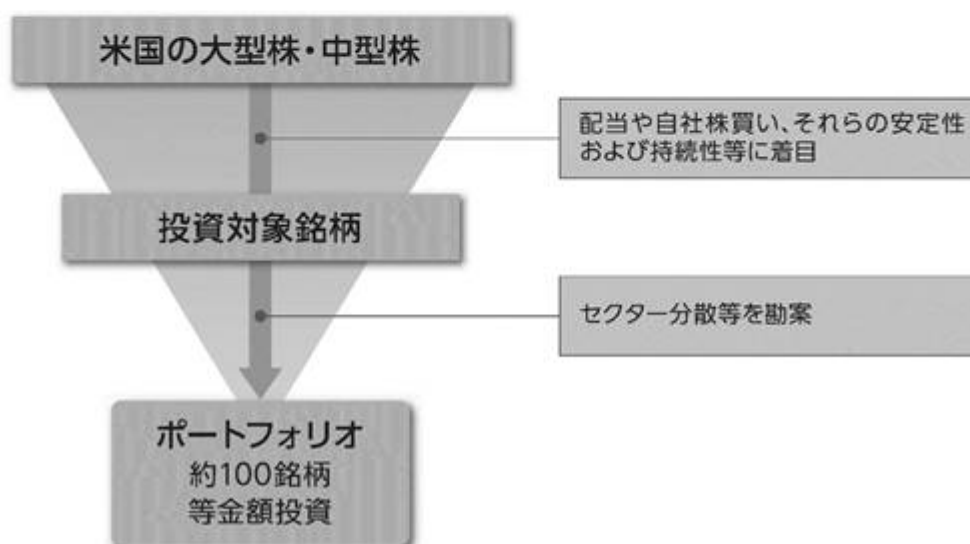 米国の大型株・中型株
配当や自社株買い、それらの安定性
および持続性等に着目
投資対象銘柄
セクター分散等を勘案
ポートフォリオ
約100銘柄
等金額投資